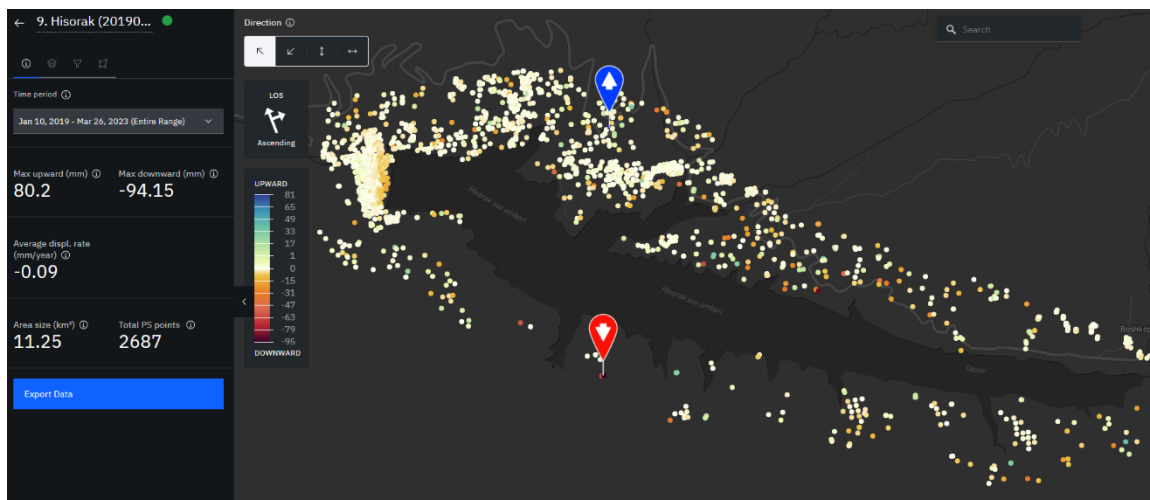 9. Hisorak (20190...
Time period
Jan 10, 2019 - Mar 26, 2023 (Entire Range)
Max upward (mm)
80.2
Max downward (mm)
-94.15
Average displ. rate
(mm/year)
-0.09
Area size (km²)
11.25
Total PS points
2687
Export Data
Direction
LOS
Ascending
UPWARD
81
65
49
33
17
1
0
-15
-31
-47
-63
-79
-95
DOWNWARD
Search
Hisorak suv ombori
Hisorak suv ombori
Oqsuv